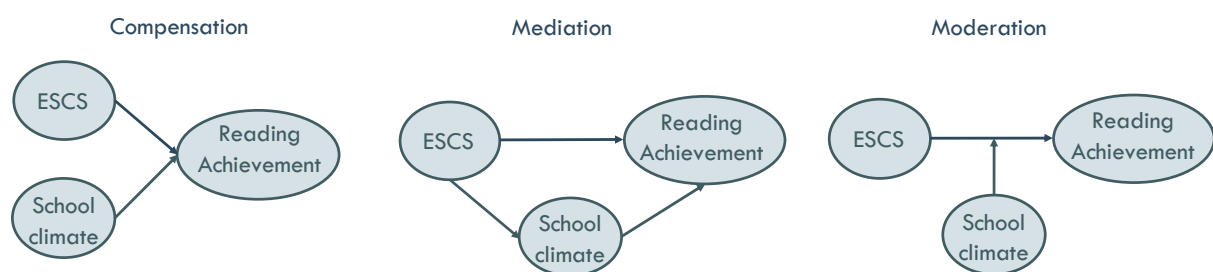 Compensation
ESCS
Reading
Achievement
School
climate
Mediation
ESCS
Reading
Achievement
School
climate
Moderation
ESCS
Reading
Achievement
School
climate